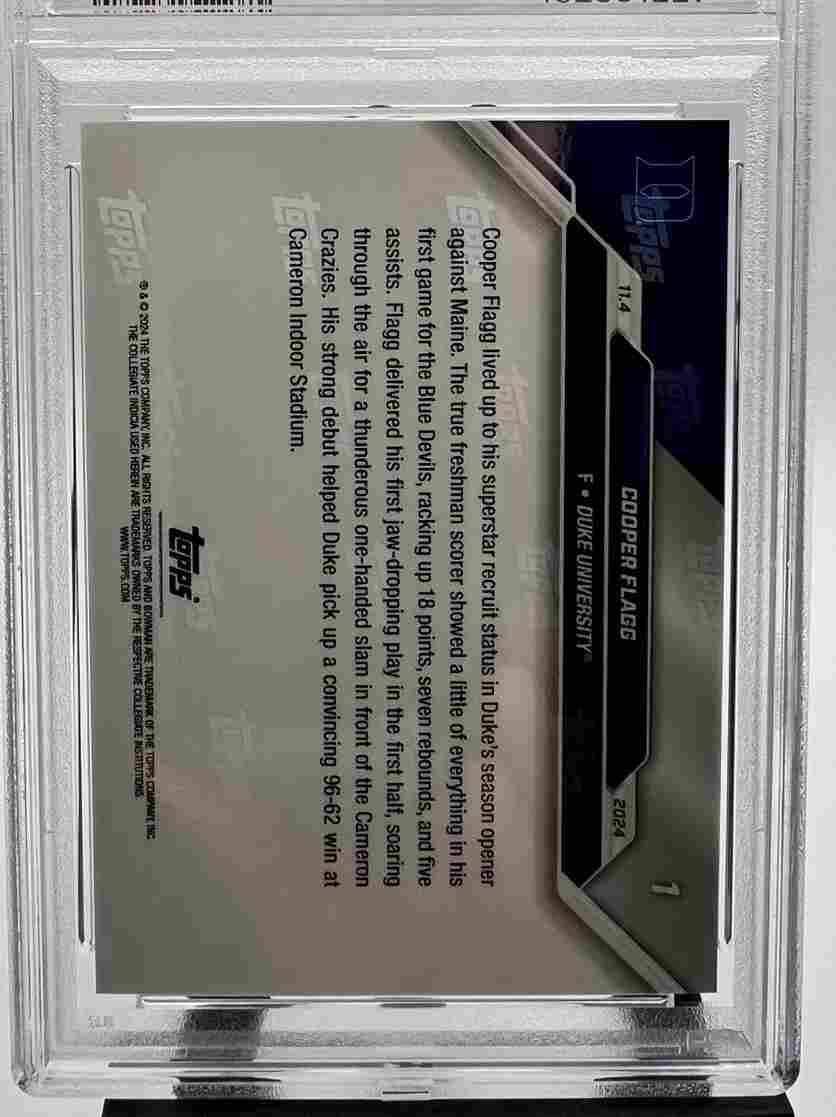 11.4
COOPER FLAGG
2024
1
F • DUKE UNIVERSITY®
Cooper Flagg lived up to his superstar recruit status in Duke's season opener
against Maine. The true freshman scorer showed a little of everything in his
first game for the Blue Devils, racking up 18 points, seven rebounds, and five
assists. Flagg delivered his first jaw-dropping play in the first half, soaring
through the air for a thunderous one-handed slam in front of the Cameron
Crazies. His strong debut helped Duke pick up a convincing 96-62 win at
Cameron Indoor Stadium.
topps
® & © 2024 THE TOPPS COMPANY, INC. ALL RIGHTS RESERVED. TOPPS AND BOWMAN ARE TRADEMARK OF THE TOPPS COMPANY, INC.
THE COLLEGIATE INDICIA USED HEREIN ARE TRADEMARKS OWNED BY THE RESPECTIVE COLLEGIATE INSTITUTIONS.
WWW.TOPPS.COM
topps
topps
topps
topps